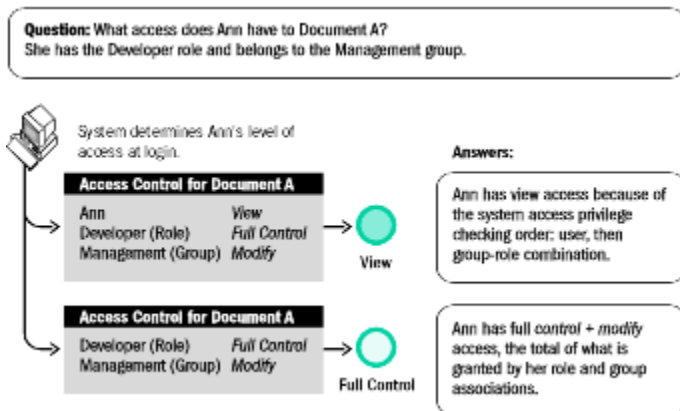 Question: What access does Ann have to Document A?
She has the Developer role and belongs to the Management group.
System determines Ann's level of
access at login.
Answers:
Access Control for Document A
Ann View
Developer (Role) Full Control
Management (Group) Modify
View
Ann has view access because of
the system access privilege
checking order: user, then
group-role combination.
Access Control for Document A
Developer (Role) Full Control
Management (Group) Modify
Full Control
Ann has full control + modify
access, the total of what is
granted by her role and group
associations.